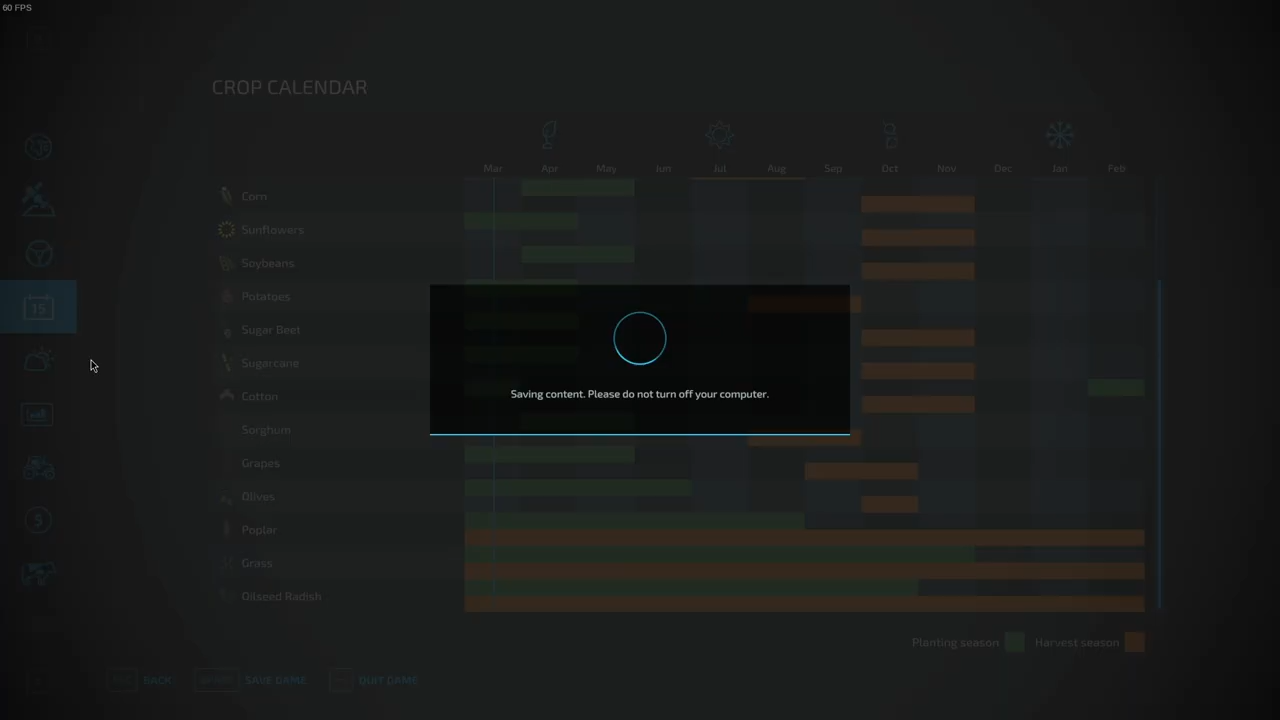 60 FPS
CROP CALENDAR
Mar Apr May Jun Jul Aug Sep Oct Nov Dec Jan Feb
Corn
Sunflowers
Soybeans
15
Potatoes
Sugar Beet
Sugarcane
Saving content. Please do not turn off your computer.
Cotton
Sorghum
Grapes
Olives
$
Poplar
Grass
Oilseed Radish
Planting season Harvest season
BACK SAVE GAME QUIT GAME